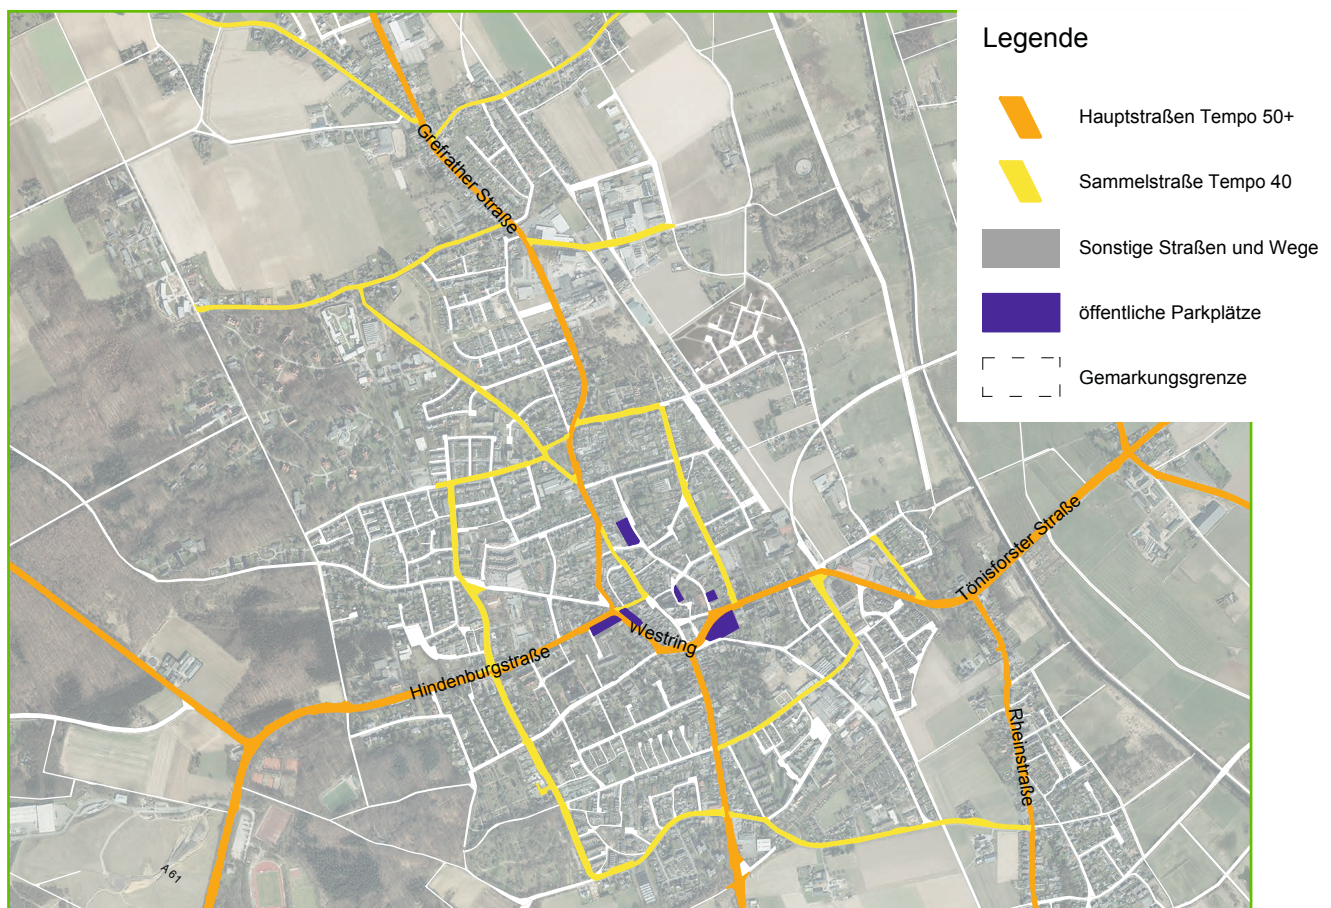 Legende
Hauptstraßen Tempo 50+
Sammelstraße Tempo 40
Sonstige Straßen und Wege
öffentliche Parkplätze
Gemarkungsgrenze
Grefrather Straße
Tönisforster Straße
Westring
Hindenburgstraße
Rheinstraße
A 61